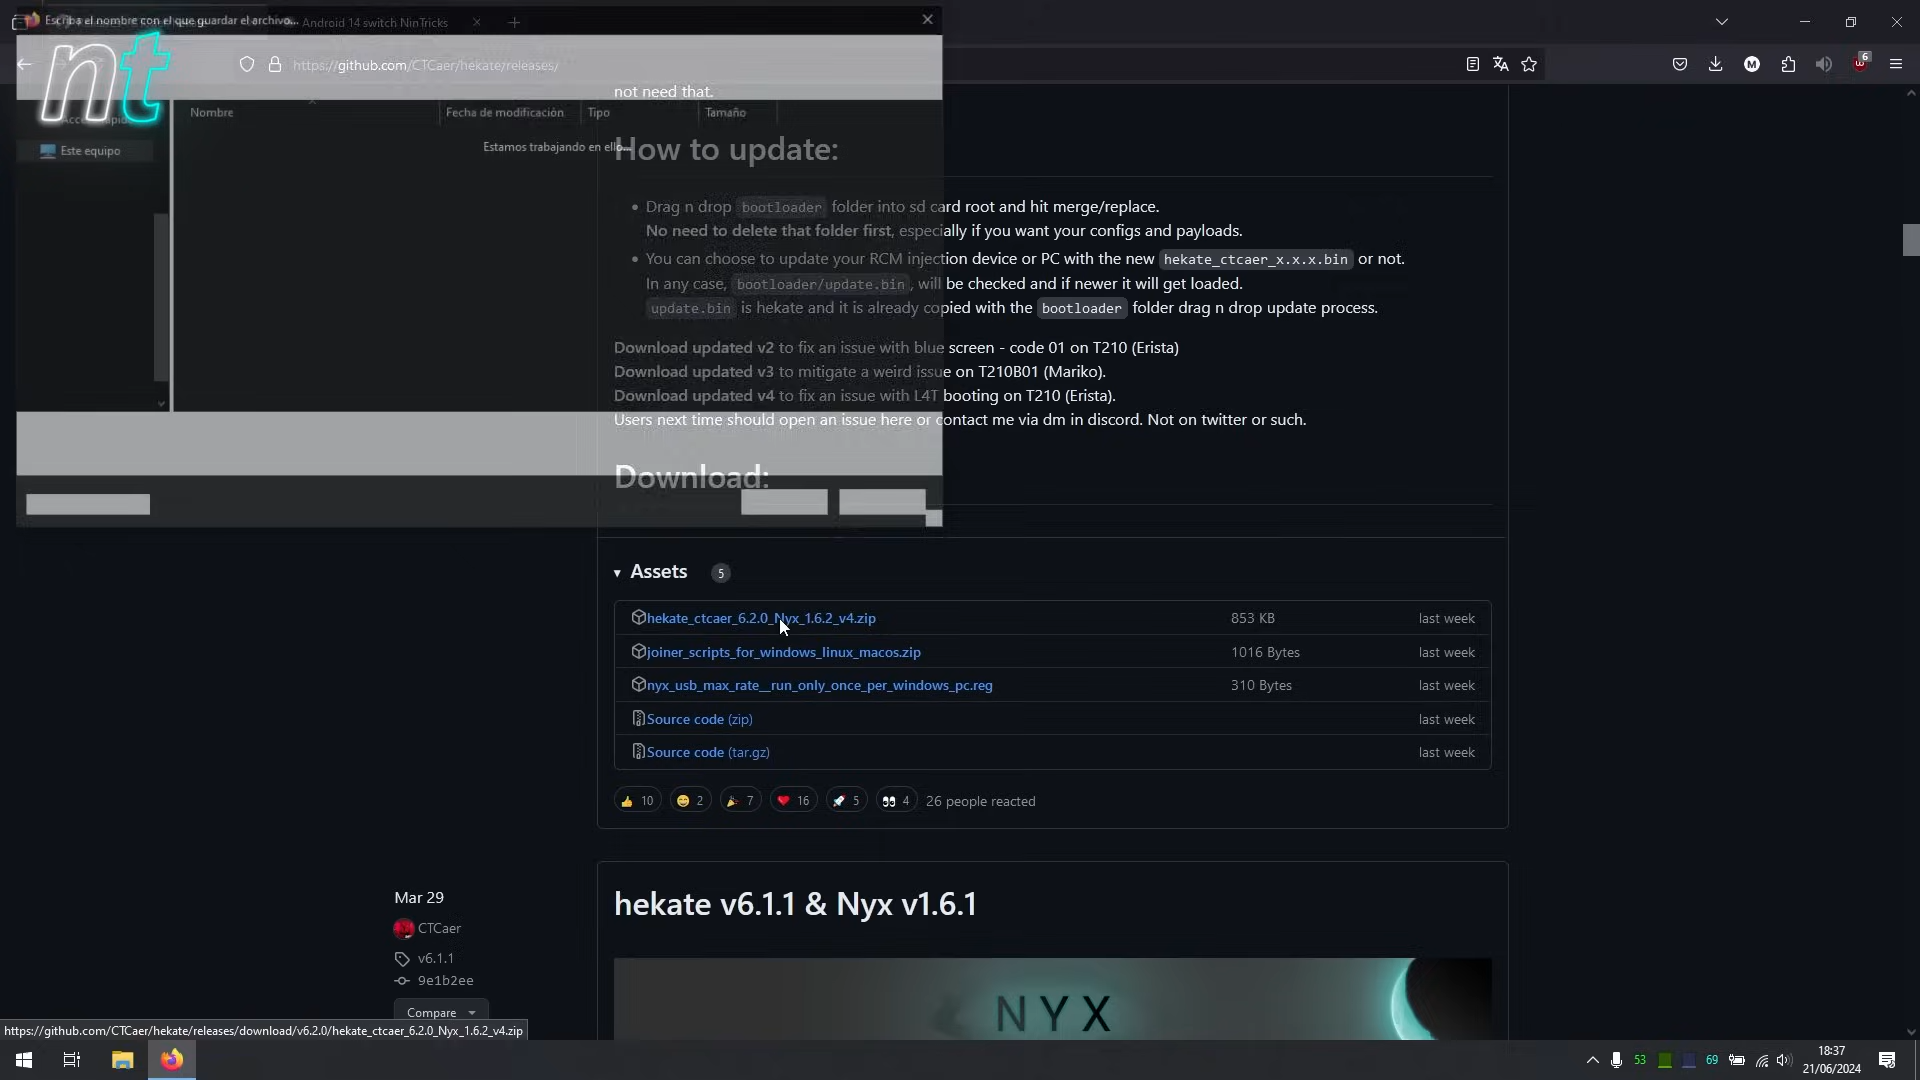 Escriba el nombre con el que guardar el archivo...
Android 14 switch NinTricks
nt
https://github.com/CTCaer/hekate/releases/
6
not need that.
Nombre
Fecha de modificación
Tipo
Tamaño
Este equipo
Estamos trabajando en ello...
How to update:
Drag n drop bootloader folder into sd card root and hit merge/replace.
No need to delete that folder first, especially if you want your configs and payloads.
You can choose to update your RCM injection device or PC with the new hekate_ctcaer_x.x.x.bin or not.
In any case, bootloader/update.bin, will be checked and if newer it will get loaded.
update.bin is hekate and it is already copied with the bootloader folder drag n drop update process.
Download updated v2 to fix an issue with blue screen - code 01 on T210 (Erista)
Download updated v3 to mitigate a weird issue on T210B01 (Mariko).
Download updated v4 to fix an issue with L4T booting on T210 (Erista).
Users next time should open an issue here or contact me via dm in discord. Not on twitter or such.
Download:
Assets 5
hekate_ctcaer_6.2.0_Nyx_1.6.2_v4.zip 853 KB last week
joiner_scripts_for_windows_linux_macos.zip 1016 Bytes last week
nyx_usb_max_rate__run_only_once_per_windows_pc.reg 310 Bytes last week
Source code (zip) last week
Source code (tar.gz) last week
10 2 7 16 5 4 26 people reacted
Mar 29
CTCaer
v6.1.1
9e1b2ee
Compare
hekate v6.1.1 & Nyx v1.6.1
NYX
https://github.com/CTCaer/hekate/releases/download/v6.2.0/hekate_ctcaer_6.2.0_Nyx_1.6.2_v4.zip
53
69
18:37
21/06/2024